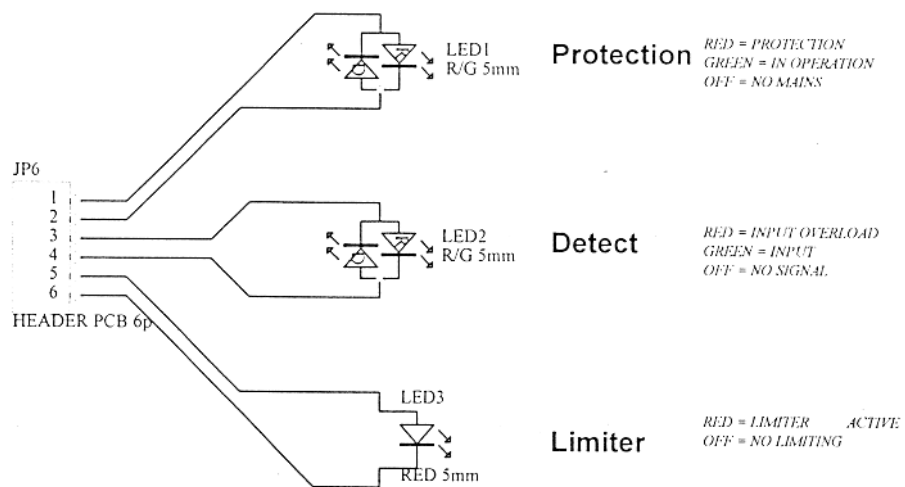 LED1
R/G 5mm
Protection
RED = PROTECTION
GREEN = IN OPERATION
OFF = NO MAINS
JP6
1
2
3
4
5
6
HEADER PCB 6p
LED2
R/G 5mm
Detect
RED = INPUT OVERLOAD
GREEN = INPUT
OFF = NO SIGNAL
LED3
RED 5mm
Limiter
RED = LIMITER ACTIVE
OFF = NO LIMITING